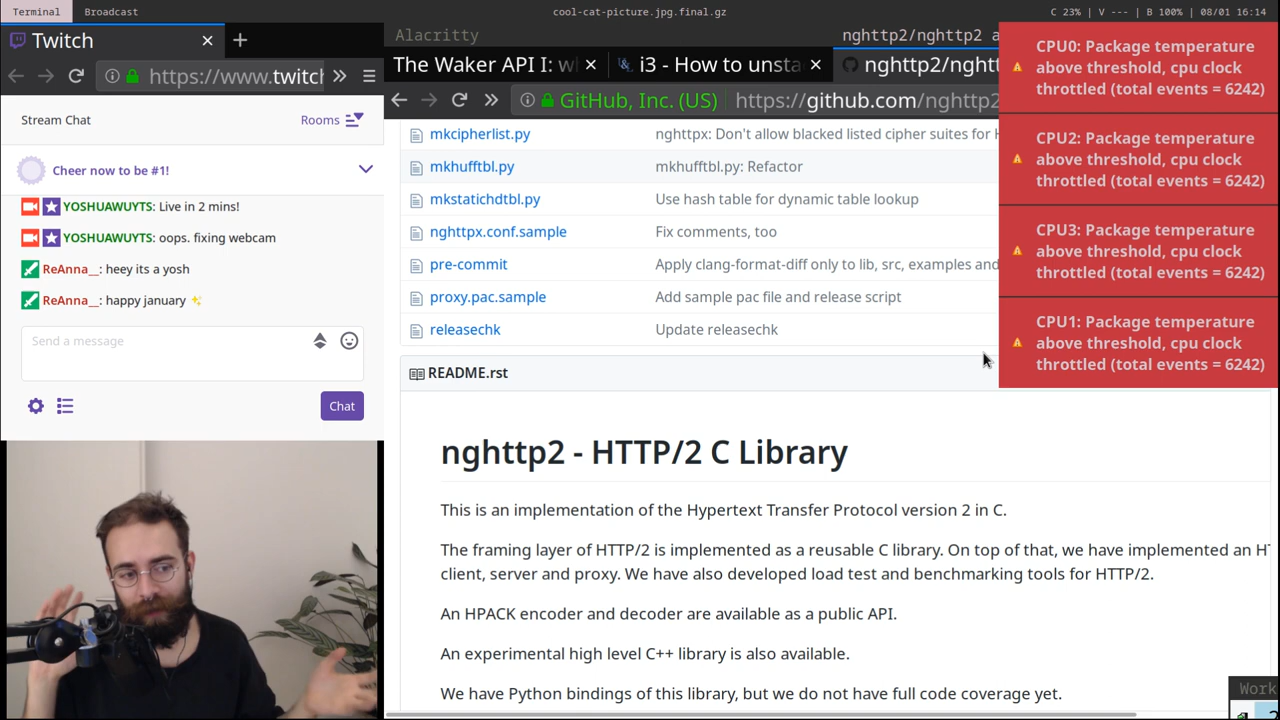 Terminal
Broadcast
cool-cat-picture.jpg.final.gz
C 23% | V --- | B 100% | 08/01 16:14
Twitch
https://www.twitch
Stream Chat
Rooms
Cheer now to be #1!
YOSHUAWUYTS: Live in 2 mins!
YOSHUAWUYTS: oops. fixing webcam
ReAnna__: heey its a yosh
ReAnna__: happy january ✨
Send a message
Chat
Alacritty
nghttp2/nghttp2
The Waker API I:
i3 - How to
nghttp2/nghtt
GitHub, Inc. (US)
https://github.com/nghttp2
mkcipherlist.py
nghttpx: Don't allow blacked listed cipher suites for
mkhufftbl.py
mkhufftbl.py: Refactor
mkstatichdtbl.py
Use hash table for dynamic table lookup
nghttpx.conf.sample
Fix comments, too
pre-commit
Apply clang-format-diff only to lib, src, examples and
proxy.pac.sample
Add sample pac file and release script
releasechk
Update releasechk
README.rst
nghttp2 - HTTP/2 C Library
This is an implementation of the Hypertext Transfer Protocol version 2 in C.
The framing layer of HTTP/2 is implemented as a reusable C library. On top of that, we have implemented an
client, server and proxy. We have also developed load test and benchmarking tools for HTTP/2.
An HPACK encoder and decoder are available as a public API.
An experimental high level C++ library is also available.
We have Python bindings of this library, but we do not have full code coverage yet.
CPU0: Package temperature
above threshold, cpu clock
throttled (total events = 6242)
CPU2: Package temperature
above threshold, cpu clock
throttled (total events = 6242)
CPU3: Package temperature
above threshold, cpu clock
throttled (total events = 6242)
CPU1: Package temperature
above threshold, cpu clock
throttled (total events = 6242)
Work